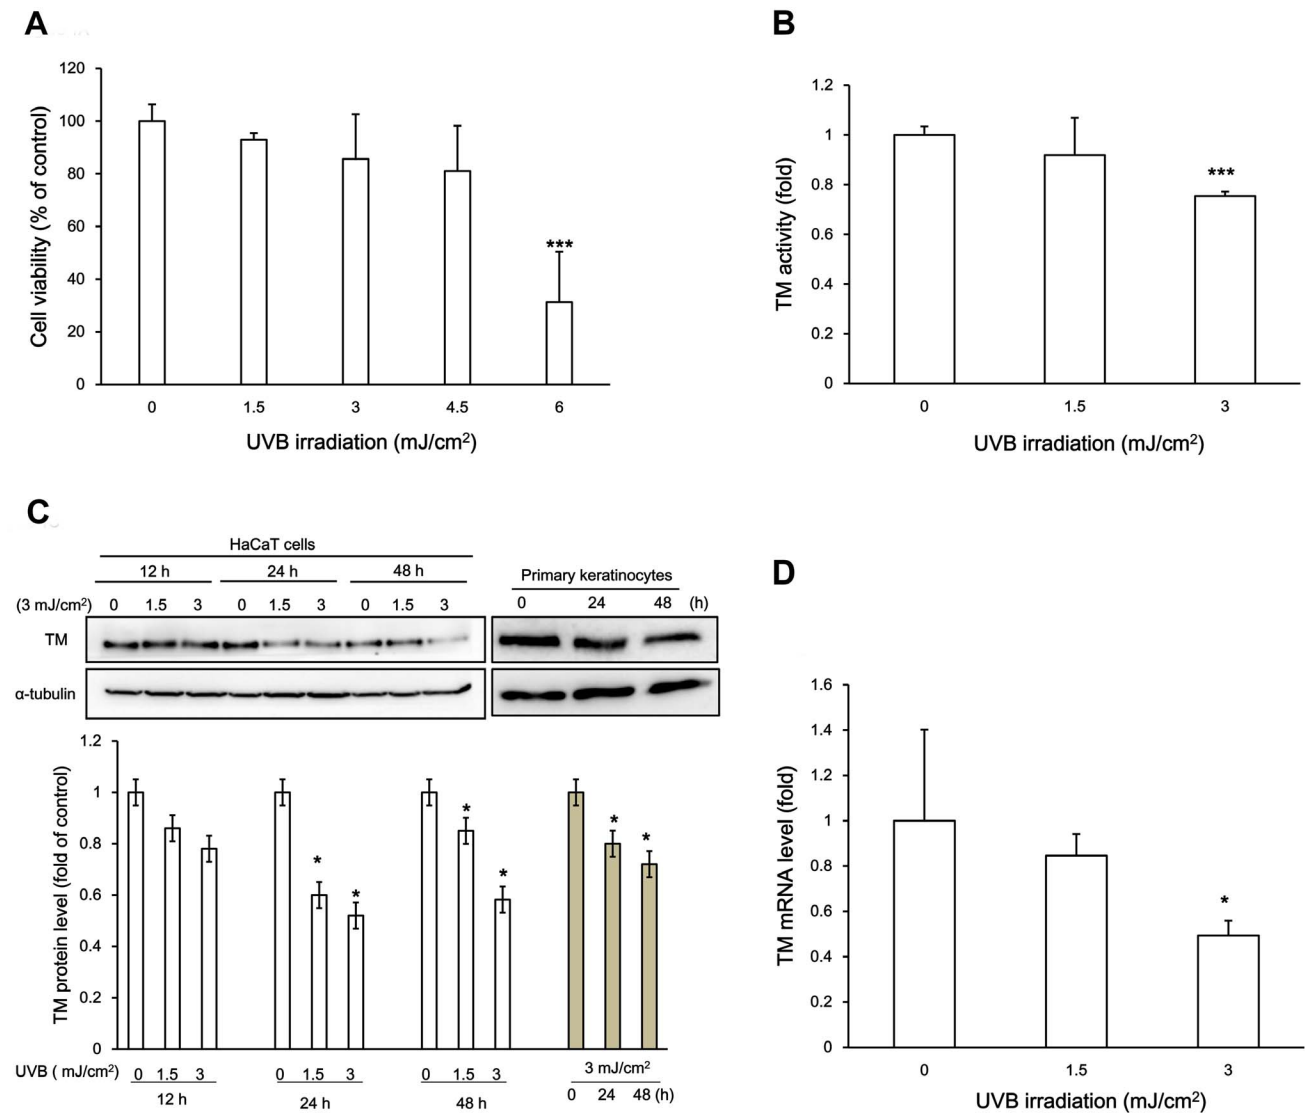 A
120
100
80
60
40
20
0
Cell viability (% of control)
***
0 1.5 3 4.5 6
UVB irradiation (mJ/cm²)
B
1.2
1
0.8
0.6
0.4
0.2
0
TM activity (fold)
***
0 1.5 3
UVB irradiation (mJ/cm²)
C
HaCaT cells
12 h 24 h 48 h
(3 mJ/cm²) 0 1.5 3 0 1.5 3 0 1.5 3
Primary keratinocytes
0 24 48 (h)
TM
α-tubulin
1.2
1
0.8
0.6
0.4
0.2
0
TM protein level (fold of control)
* * * * * *
UVB ( mJ/cm²) 0 1.5 3 0 1.5 3 0 1.5 3 3 mJ/cm²
12 h 24 h 48 h 0 24 48 (h)
D
1.6
1.4
1.2
1
0.8
0.6
0.4
0.2
0
TM mRNA level (fold)
*
0 1.5 3
UVB irradiation (mJ/cm²)